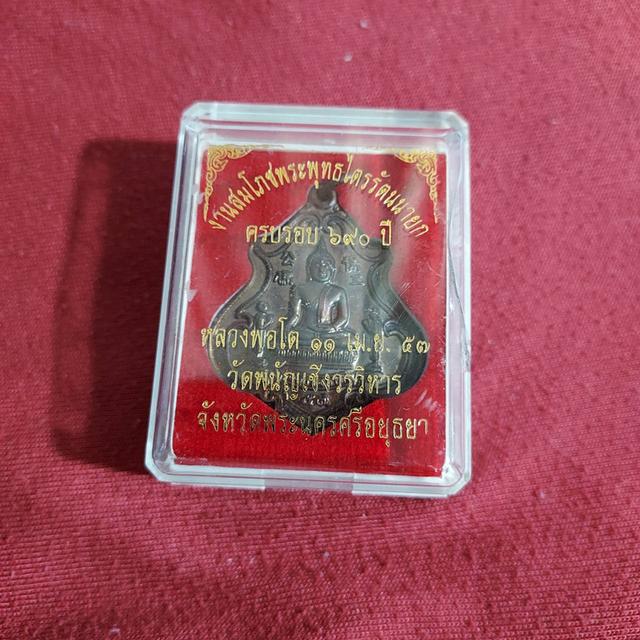 งานสมโภชพระพุทธไตรรัตนนายก
ครบรอบ ๖๙๐ ปี
หลวงพ่อโต ๑๑ เม.ย. ๕๗
วัดพนัญเชิงวรวิหาร
จังหวัดพระนครศรีอยุธยา